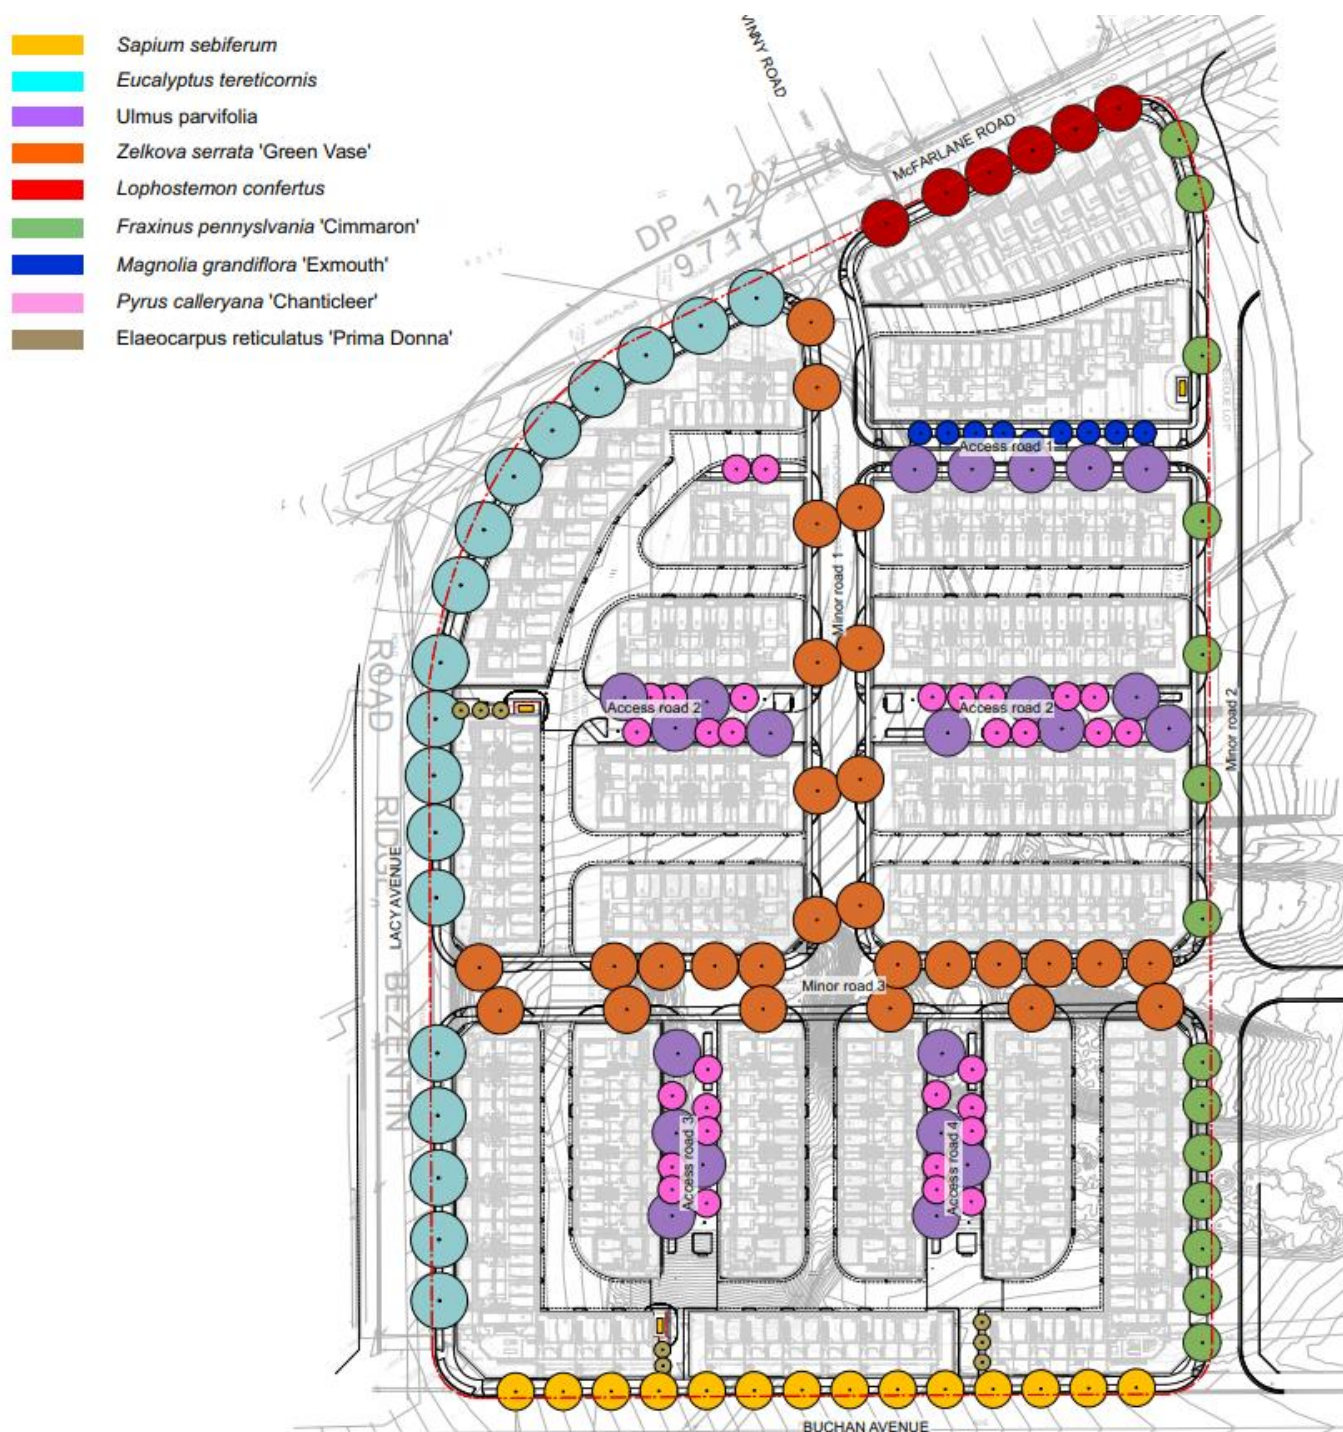 Sapium sebiferum
Eucalyptus tereticornis
Ulmus parvifolia
Zelkova serrata 'Green Vase'
Lophostemon confertus
Fraxinus pennyslvania 'Cimmaron'
Magnolia grandiflora 'Exmouth'
Pyrus calleryana 'Chanticleer'
Elaeocarpus reticulatus 'Prima Donna'
VINNY ROAD
McFARLANE ROAD
DP 120
971
Access road 1
Minor road 1
Access road 2
Access road 2
Minor road 2
ROAD
LACY AVENUE
BEZENTIN
Minor road 3
Access road 3
Access road 4
BUCHAN AVENUE